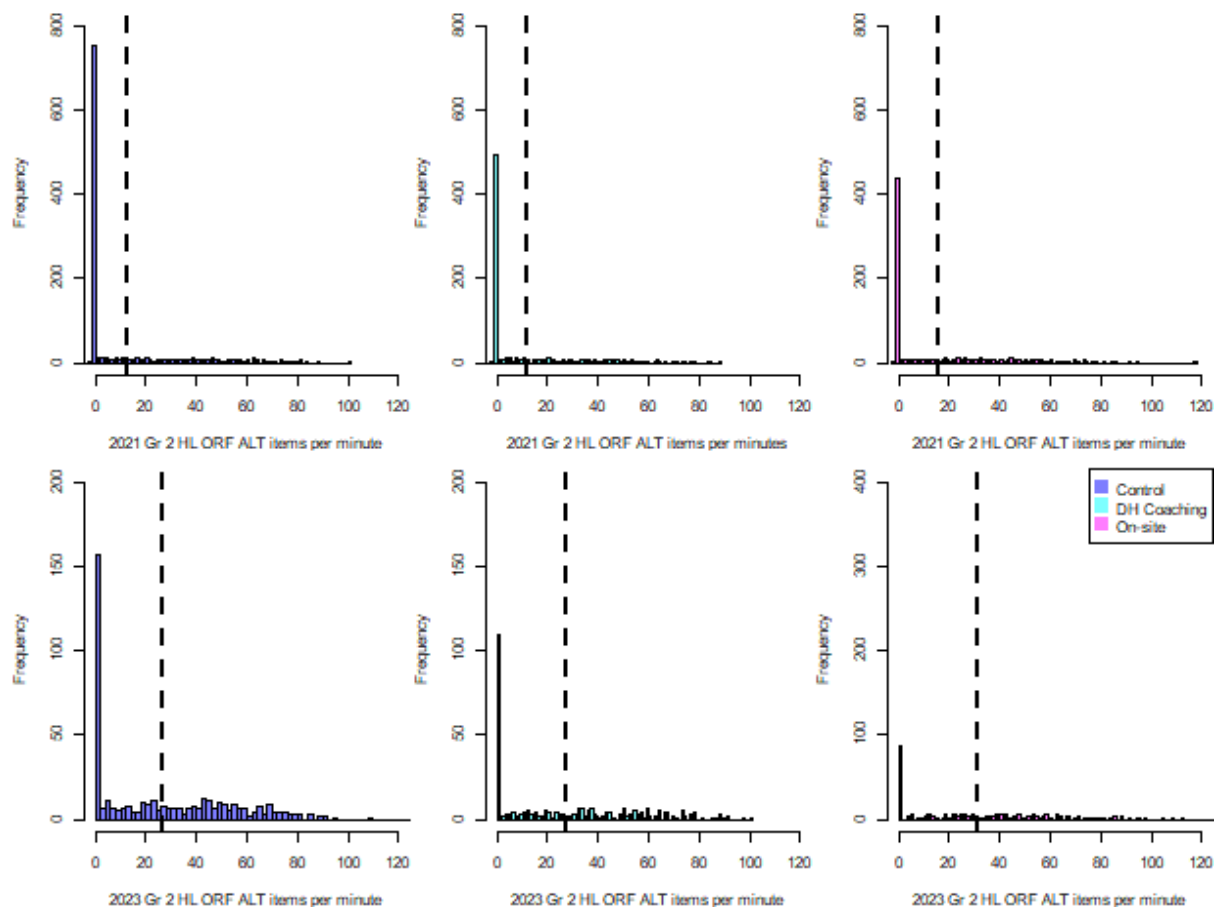 800
600
400
200
0
Frequency
0 20 40 60 80 100 120
2021 Gr 2 HL ORF ALT items per minute
800
600
400
200
0
Frequency
0 20 40 60 80 100 120
2021 Gr 2 HL ORF ALT items per minutes
800
600
400
200
0
Frequency
0 20 40 60 80 100 120
2021 Gr 2 HL ORF ALT items per minute
200
150
100
50
0
Frequency
0 20 40 60 80 100 120
2023 Gr 2 HL ORF ALT items per minute
200
150
100
50
0
Frequency
0 20 40 60 80 100 120
2023 Gr 2 HL ORF ALT items per minute
400
300
200
100
0
Frequency
Control
DH Coaching
On-site
0 20 40 60 80 100 120
2023 Gr 2 HL ORF ALT items per minute